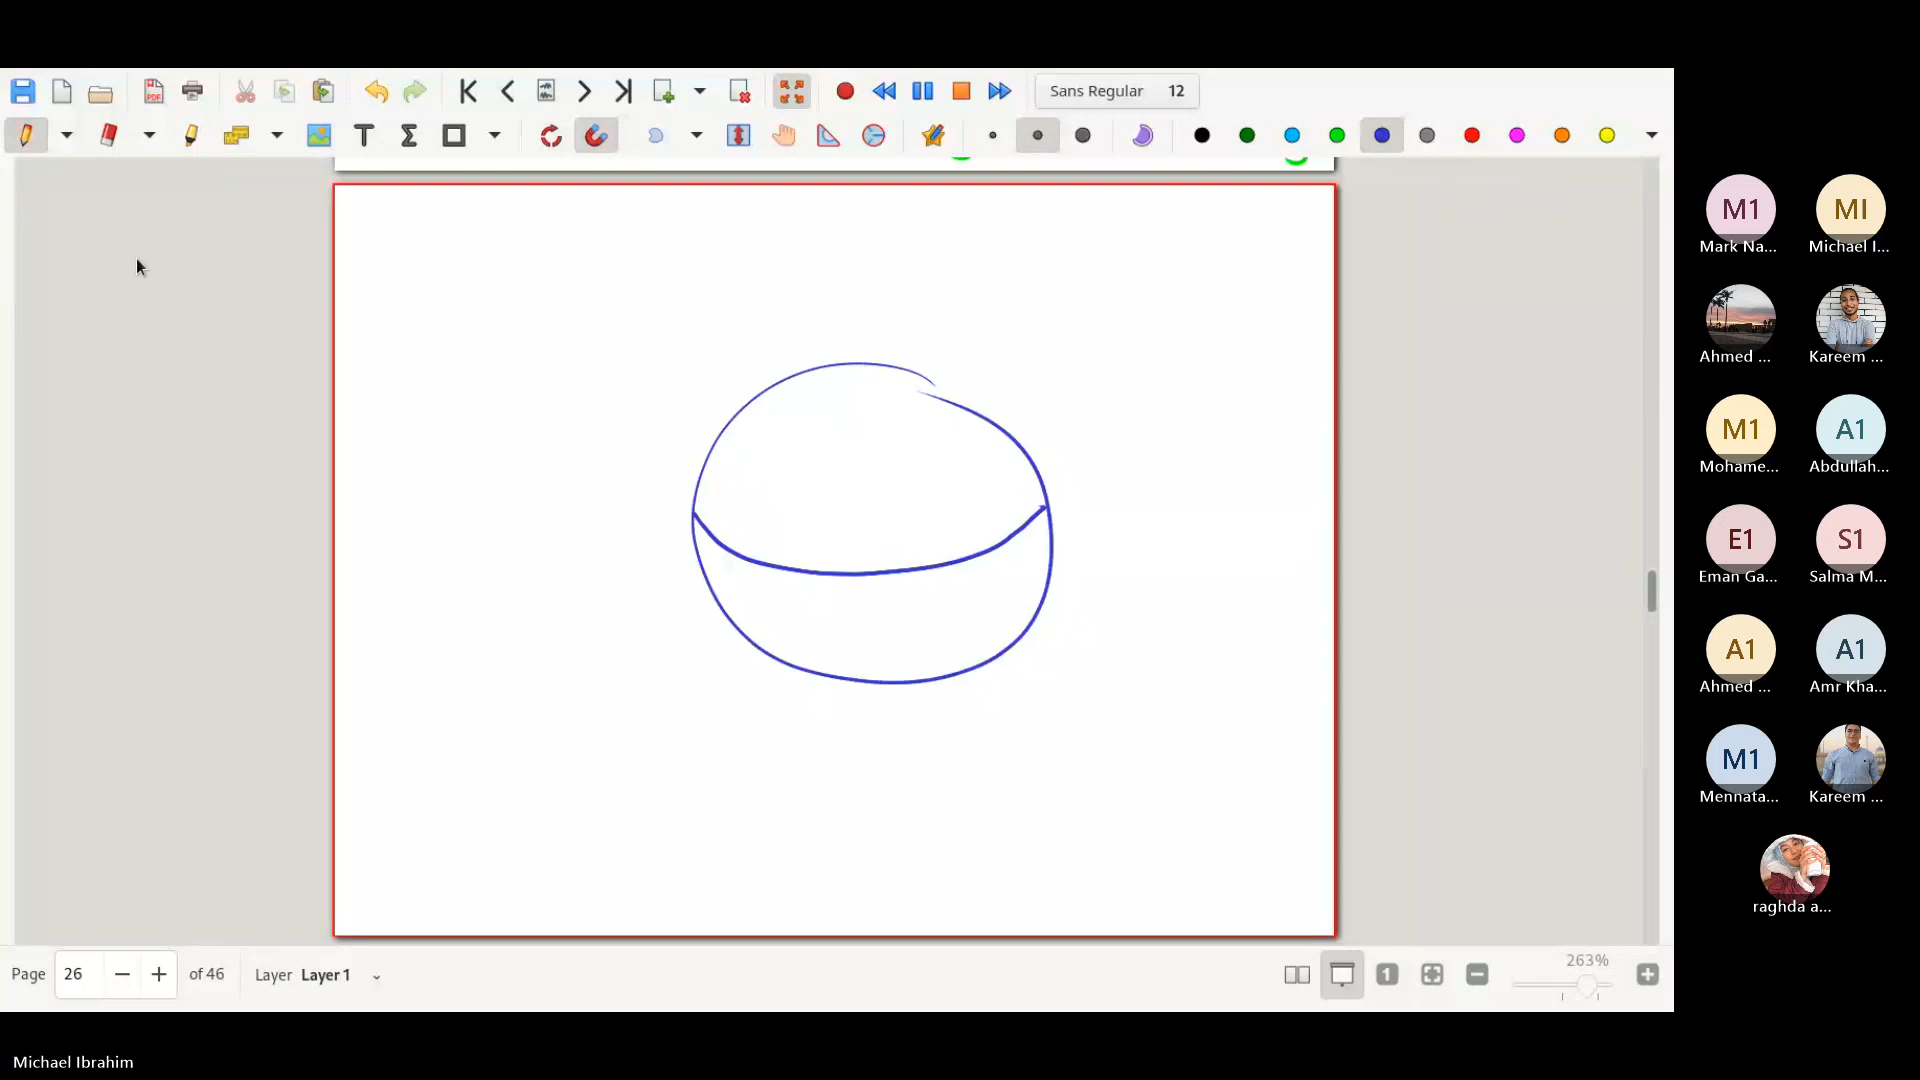 PDF
Sans Regular 12
T Σ
M1 MI
Mark Na... Michael I...
Ahmed ... Kareem ...
M1 A1
Mohame... Abdullah...
E1 S1
Eman Ga... Salma M...
A1 A1
Ahmed ... Amr Kha...
M1
Mennata... Kareem ...
raghda a...
Page 26 of 46 Layer Layer 1 1 263%
Michael Ibrahim